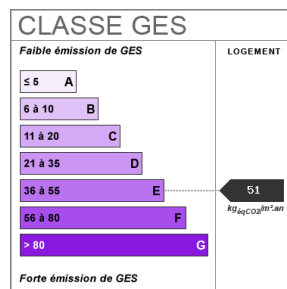 CLASSE GES
Faible émission de GES
LOGEMENT
≤ 5 A
6 à 10 B
11 à 20 C
21 à 35 D
36 à 55 E
51
kgéqCO2/m².an
56 à 80 F
> 80 G
Forte émission de GES